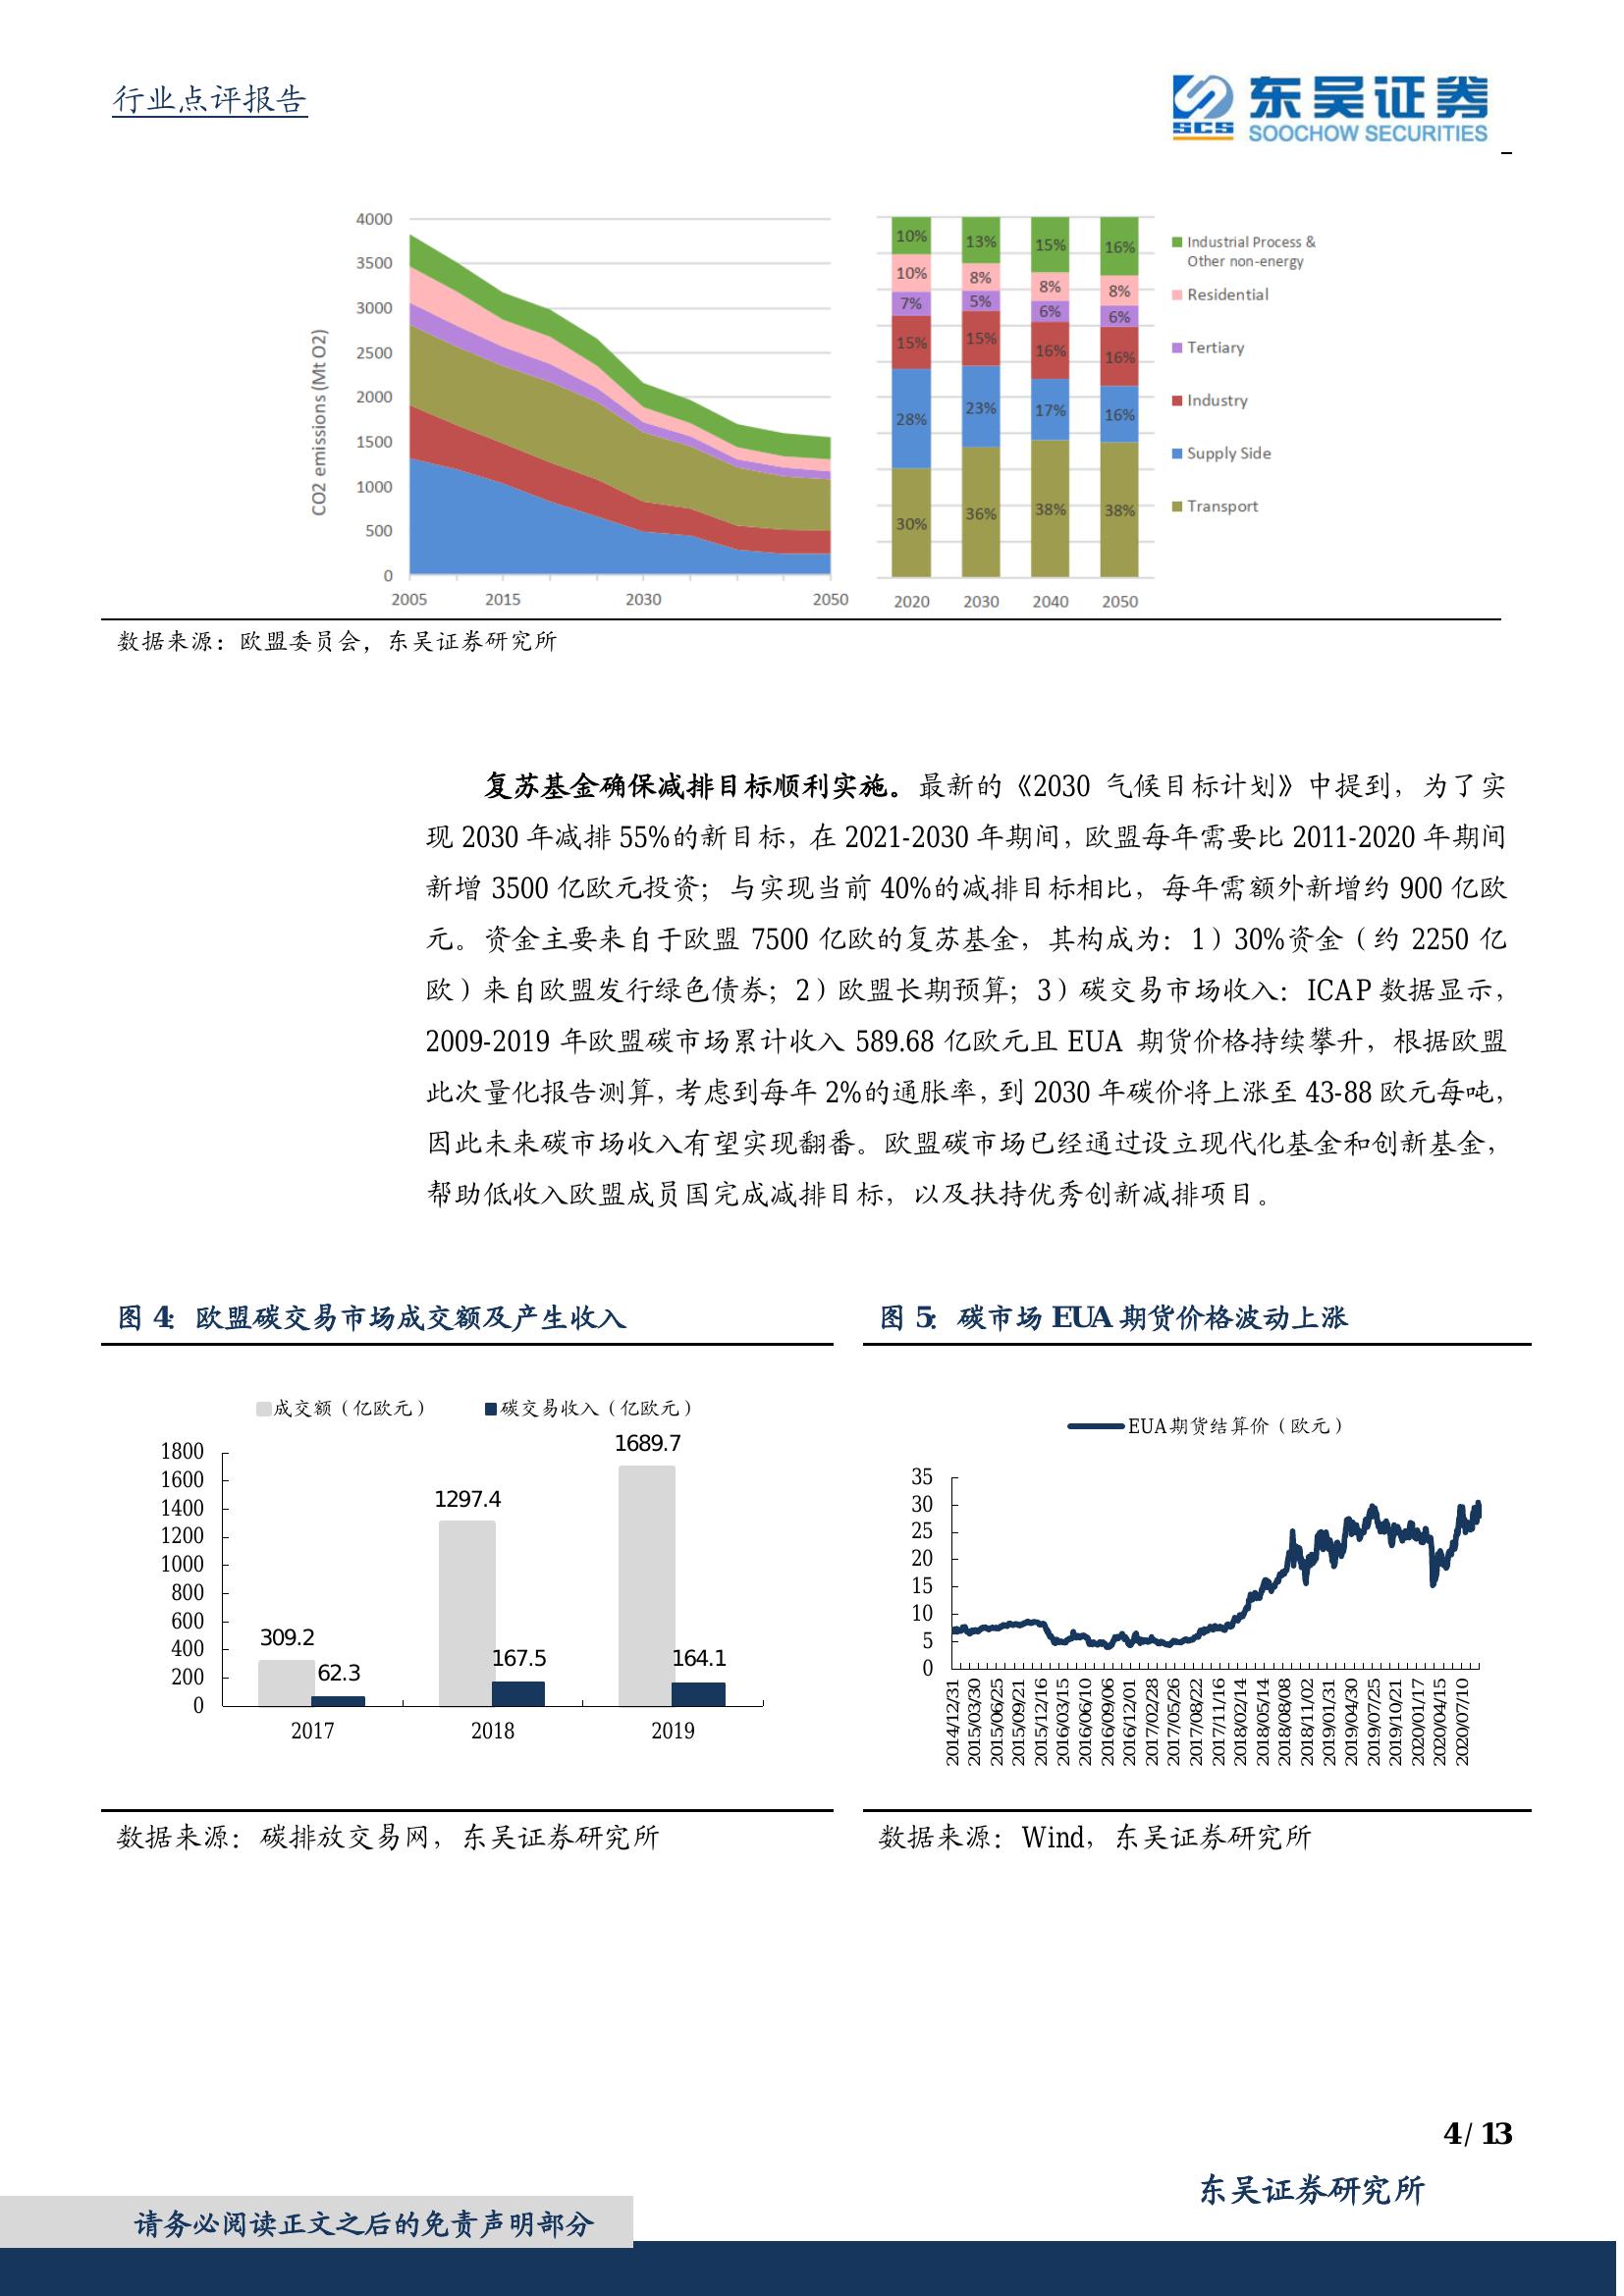 行业点评报告
SCS
东吴证券
SOOCHOW SECURITIES
CO2 emissions (Mt O2)
4000
3500
3000
2500
2000
1500
1000
500
0
2005 2015 2030 2050
10% 13% 15% 16%
10% 8% 8% 8%
7% 5% 6% 6%
15% 15% 16% 16%
28% 23% 17% 16%
30% 36% 38% 38%
2020 2030 2040 2050
Industrial Process &
Other non-energy
Residential
Tertiary
Industry
Supply Side
Transport
数据来源：欧盟委员会，东吴证券研究所
复苏基金确保减排目标顺利实施。最新的《2030 气候目标计划》中提到，为了实
现 2030 年减排 55%的新目标，在 2021-2030 年期间，欧盟每年需要比 2011-2020 年期间
新增 3500 亿欧元投资；与实现当前 40%的减排目标相比，每年需额外新增约 900 亿欧
元。资金主要来自于欧盟 7500 亿欧的复苏基金，其构成为：1）30%资金（约 2250 亿
欧）来自欧盟发行绿色债券；2）欧盟长期预算；3）碳交易市场收入：ICAP 数据显示，
2009-2019 年欧盟碳市场累计收入 589.68 亿欧元且 EUA 期货价格持续攀升，根据欧盟
此次量化报告测算，考虑到每年 2%的通胀率，到 2030 年碳价将上涨至 43-88 欧元每吨，
因此未来碳市场收入有望实现翻番。欧盟碳市场已经通过设立现代化基金和创新基金，
帮助低收入欧盟成员国完成减排目标，以及扶持优秀创新减排项目。
图 4：欧盟碳交易市场成交额及产生收入
成交额（亿欧元） 碳交易收入（亿欧元）
1800
1600
1400
1200
1000
800
600
400
200
0
309.2
62.3
1297.4
167.5
1689.7
164.1
2017 2018 2019
数据来源：碳排放交易网，东吴证券研究所
图 5：碳市场 EUA 期货价格波动上涨
EUA期货结算价（欧元）
35
30
25
20
15
10
5
0
2014/12/31
2015/03/30
2015/06/25
2015/09/21
2015/12/16
2016/03/15
2016/06/10
2016/09/06
2016/12/01
2017/02/28
2017/05/26
2017/08/22
2017/11/16
2018/02/14
2018/05/14
2018/08/08
2018/11/02
2019/01/31
2019/04/30
2019/07/25
2019/10/21
2020/01/17
2020/04/15
2020/07/10
数据来源：Wind，东吴证券研究所
4 / 13
东吴证券研究所
请务必阅读正文之后的免责声明部分